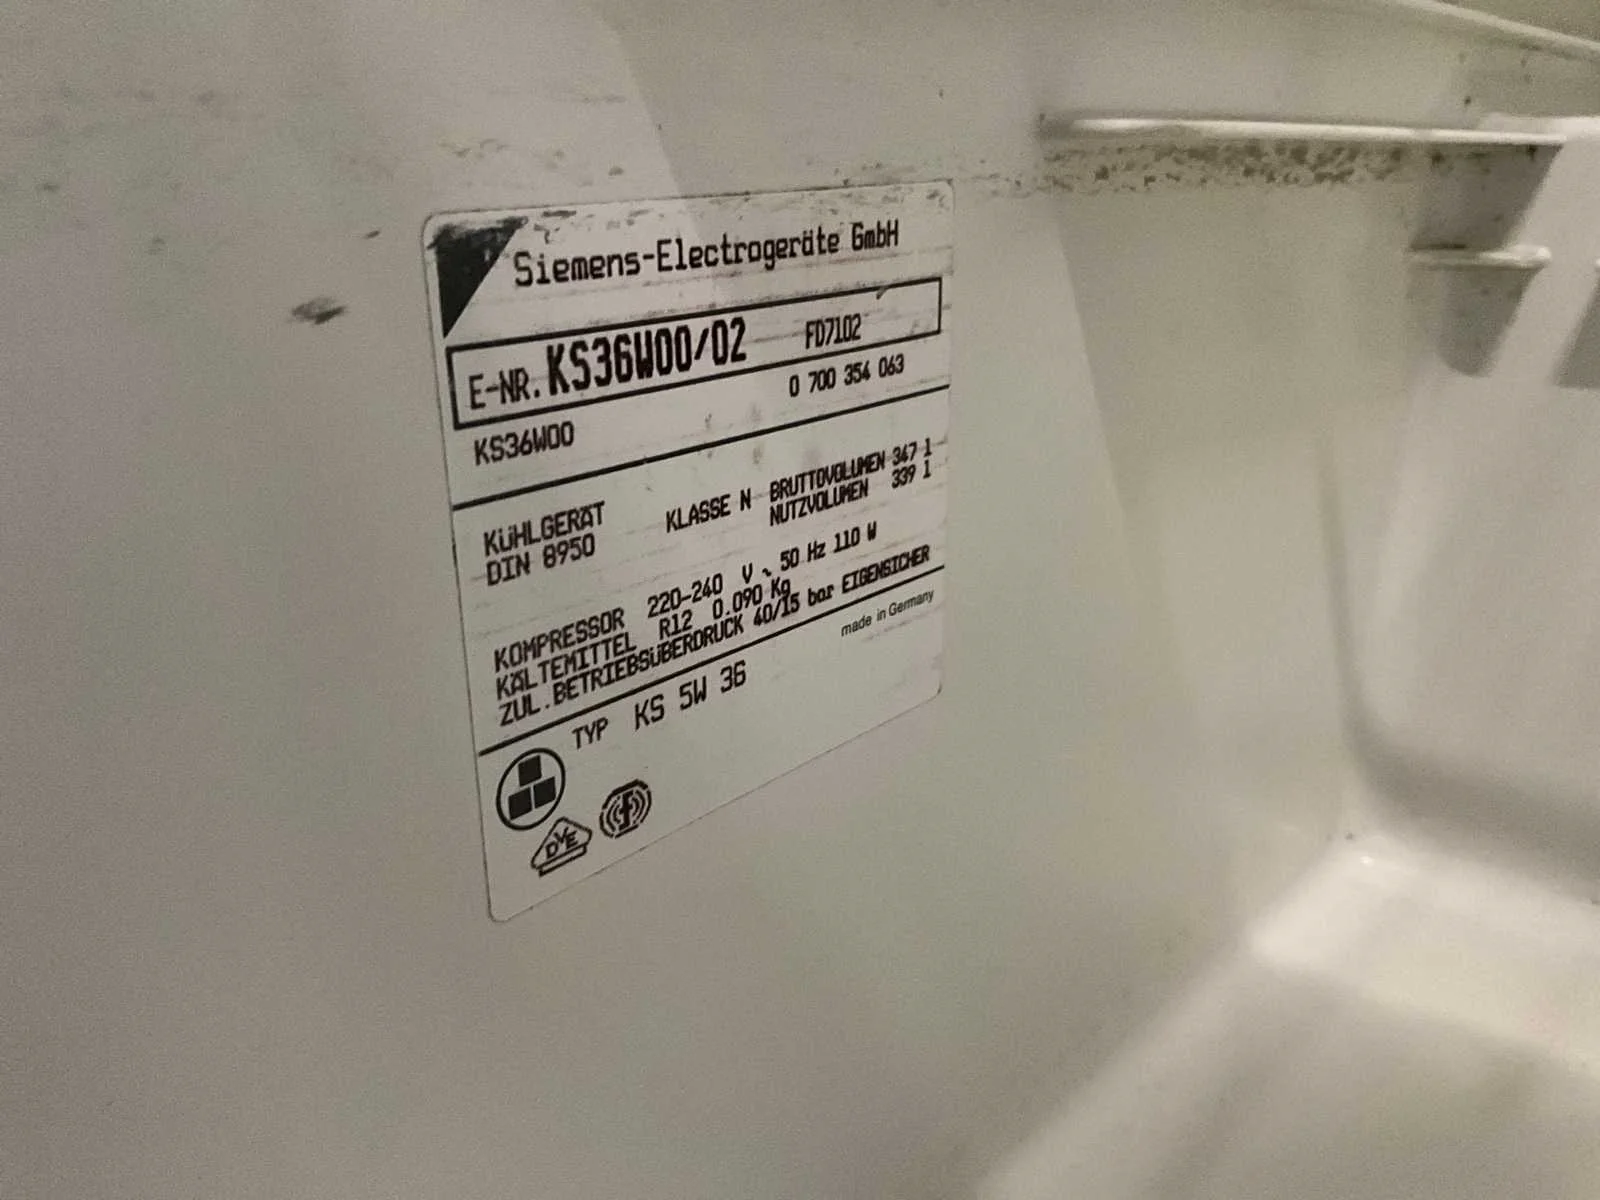 Siemens-Electrogeräte GmbH
E-NR. KS36W00/02 FD7102
KS36W00 0 700 354 063
KÜHLGERÄT KLASSE N BRUTTOVOLUMEN 347 l
DIN 8950 NUTZVOLUMEN 339 l
KOMPRESSOR 220-240 V ~ 50 Hz 110 W
KÄLTEMITTEL R12 0.090 Kg
ZUL.BETRIEBSÜBERDRUCK 40/15 bar EIGENSICHER
made in Germany
TYP KS 5W 36
DVE